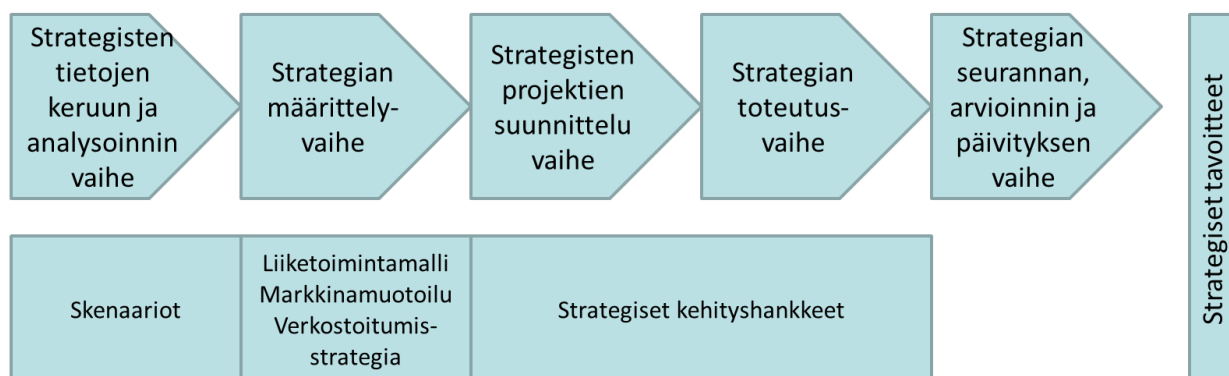 Strategisten
tietojen
keruun ja
analysoinnin
vaihe
Strategian
määrittely-
vaihe
Strategisten
projektien
suunnittelu
vaihe
Strategian
toteutus-
vaihe
Strategian
seurannan,
arvioinnin ja
päivityksen
vaihe
Strategiset tavoitteet
Skenaariot
Liiketoimintamalli
Markkinamuotoilu
Verkostoitumis-
strategia
Strategiset kehityshankkeet